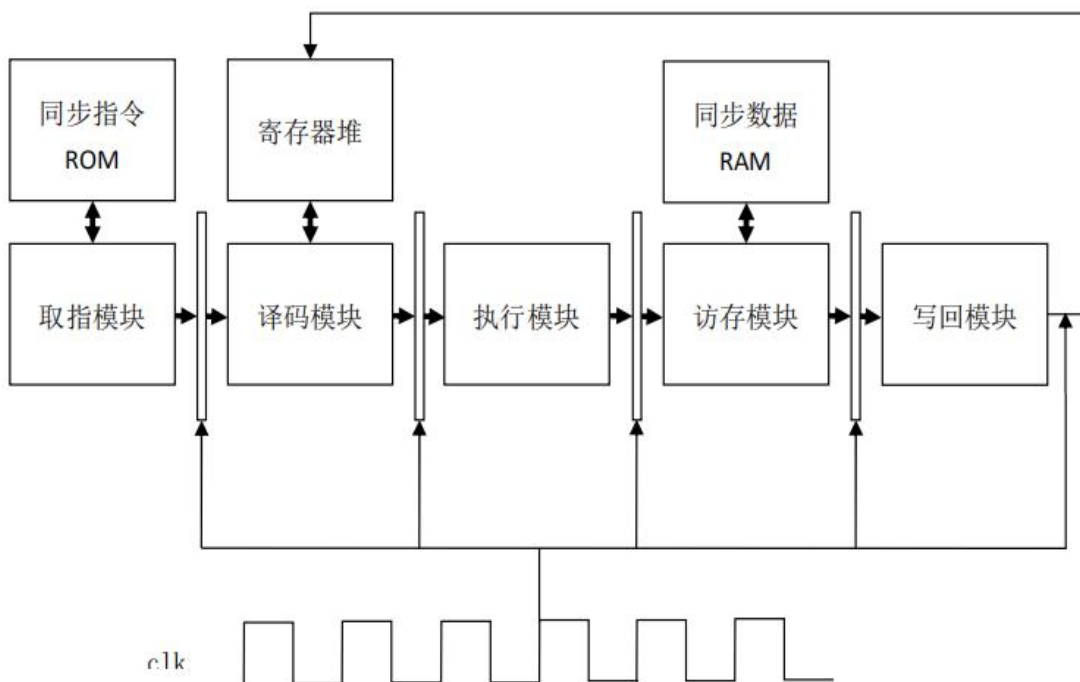 同步指令
ROM
寄存器堆
同步数据
RAM
取指模块
译码模块
执行模块
访存模块
写回模块
clk